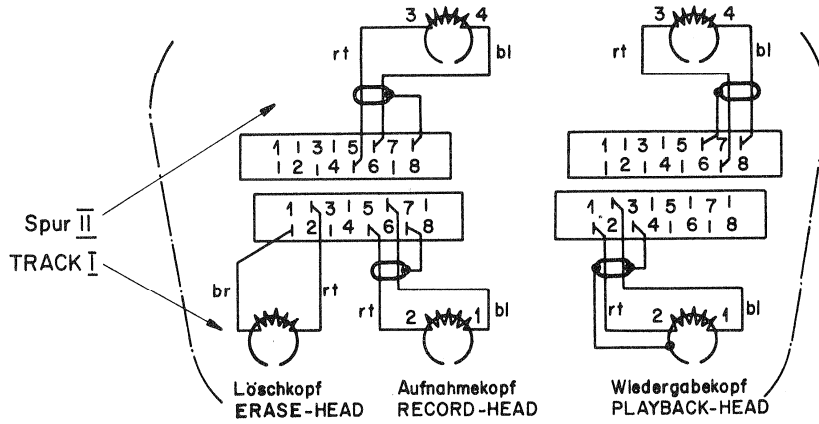 3 4
rt bl
3 4
rt bl
1 3 5 7
2 4 6 8
1 3 5 7
2 4 6 8
1 3 5 7
2 4 6 8
1 3 5 7
2 4 6 8
Spur II
TRACK I
br rt
rt bl
2 1
rt bl
2 1
Löschkopf
ERASE-HEAD
Aufnahmekopf
RECORD-HEAD
Wiedergabekopf
PLAYBACK-HEAD